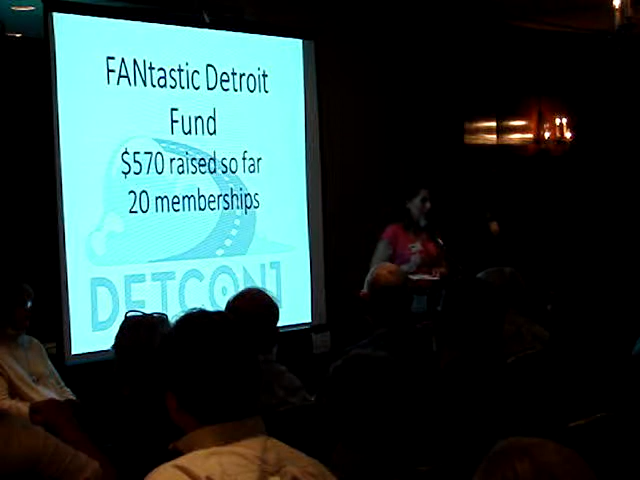 FANtastic Detroit
Fund
$570 raised so far
20 memberships
DETCON1